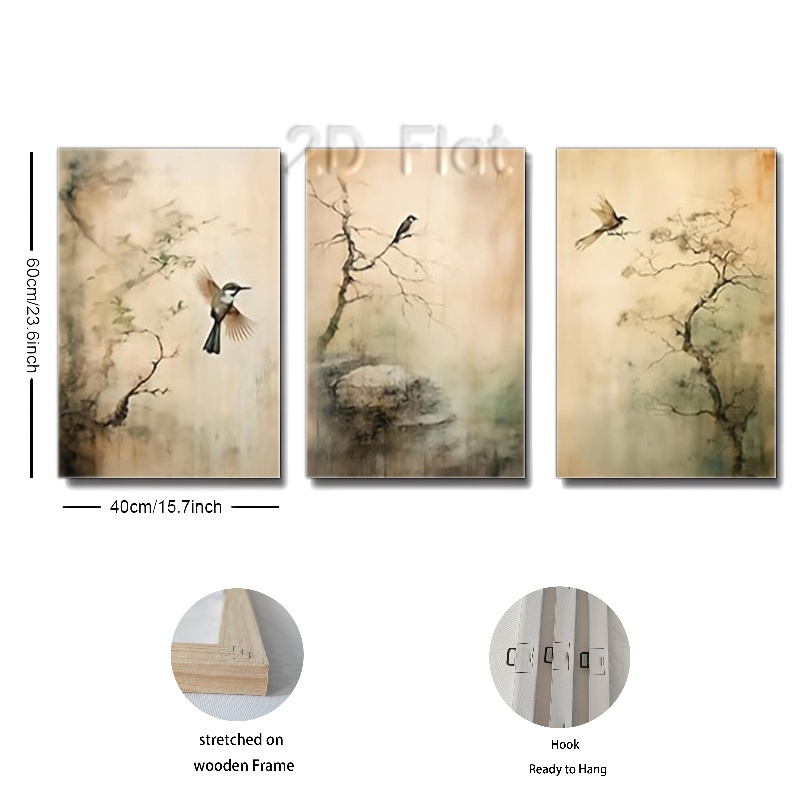 2D Flat
60cm/23.6inch
40cm/15.7inch
stretched on
wooden Frame
Hook
Ready to Hang